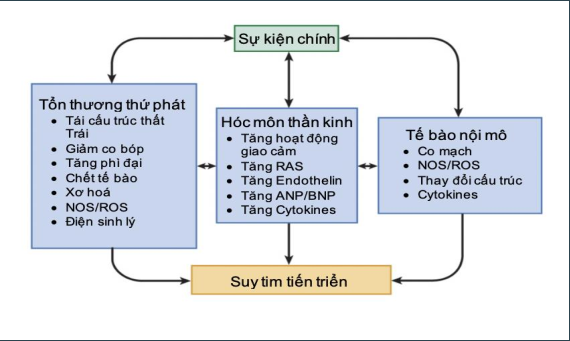 Sự kiện chính
Tổn thương thứ phát
• Tái cấu trúc thất
Trái
• Giảm co bóp
• Tăng phì đại
• Chết tế bào
• Xơ hoá
• NOS/ROS
• Điện sinh lý
Hóc môn thần kinh
• Tăng hoạt động
giao cảm
• Tăng RAS
• Tăng Endothelin
• Tăng ANP/BNP
• Tăng Cytokines
Tế bào nội mô
• Co mạch
• NOS/ROS
• Thay đổi cấu trúc
• Cytokines
Suy tim tiến triển